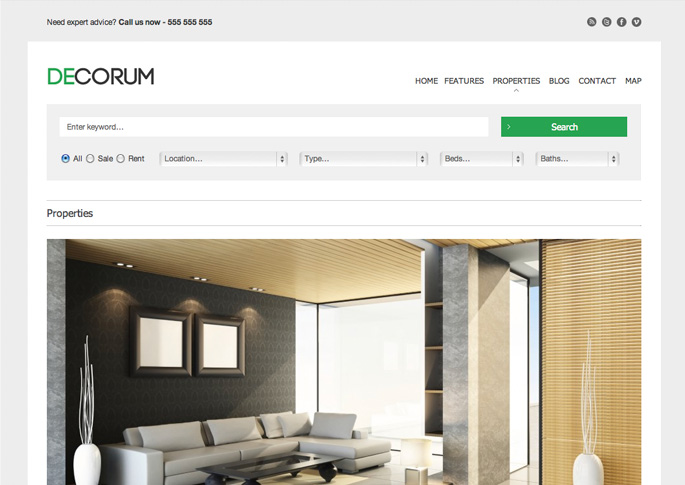 Need expert advice? Call us now - 555 555 555
DECORUM
HOME FEATURES PROPERTIES BLOG CONTACT MAP
Enter keyword... Search
All Sale Rent Location... Type... Beds... Baths...
Properties